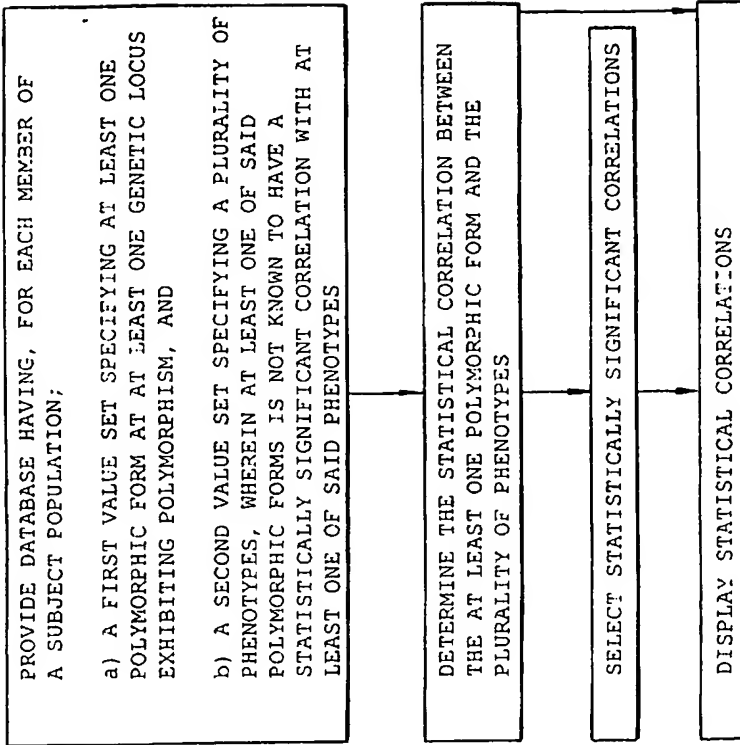 PROVIDE DATABASE HAVING, FOR EACH MEMBER OF
A SUBJECT POPULATION;
a) A FIRST VALUE SET SPECIFYING AT LEAST ONE
POLYMORPHIC FORM AT AT LEAST ONE GENETIC LOCUS
EXHIBITING POLYMORPHISM, AND
b) A SECOND VALUE SET SPECIFYING A PLURALITY OF
PHENOTYPES, WHEREIN AT LEAST ONE OF SAID
POLYMORPHIC FORMS IS NOT KNOWN TO HAVE A
STATISTICALLY SIGNIFICANT CORRELATION WITH AT
LEAST ONE OF SAID PHENOTYPES
DETERMINE THE STATISTICAL CORRELATION BETWEEN
THE AT LEAST ONE POLYMORPHIC FORM AND THE
PLURALITY OF PHENOTYPES
SELECT STATISTICALLY SIGNIFICANT CORRELATIONS
DISPLAY STATISTICAL CORRELATIONS